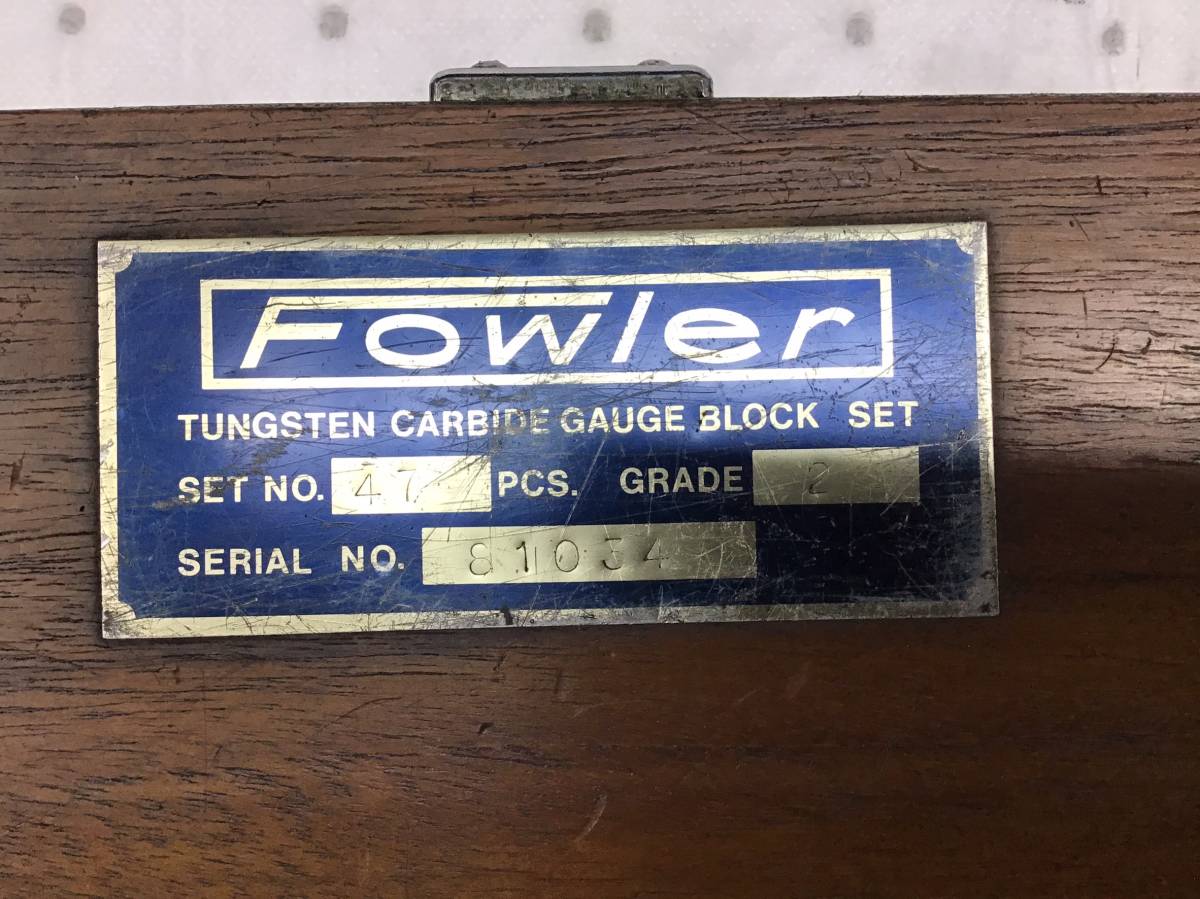 Fowler
TUNGSTEN CARBIDE GAUGE BLOCK SET
SET NO. 47 PCS. GRADE 2
SERIAL NO. 81034